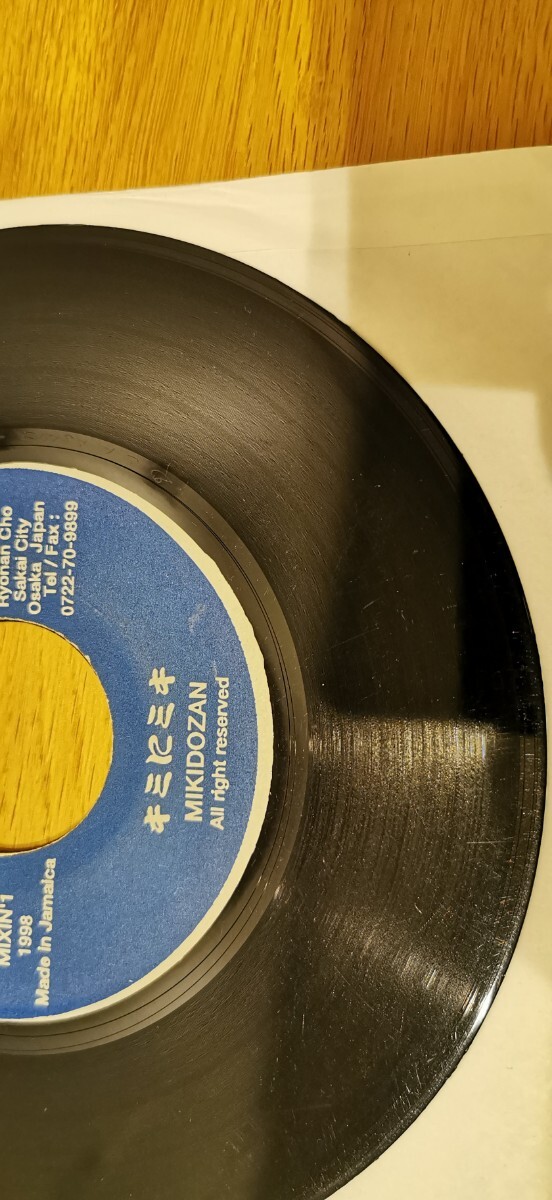 Ryonan Cho
Sakai City
Osaka Japan
Tel / Fax :
0722-70-9899
キミにミキ
MIKIDOZAN
All right reserved
MIXIN'1
1998
Made In Jamaica